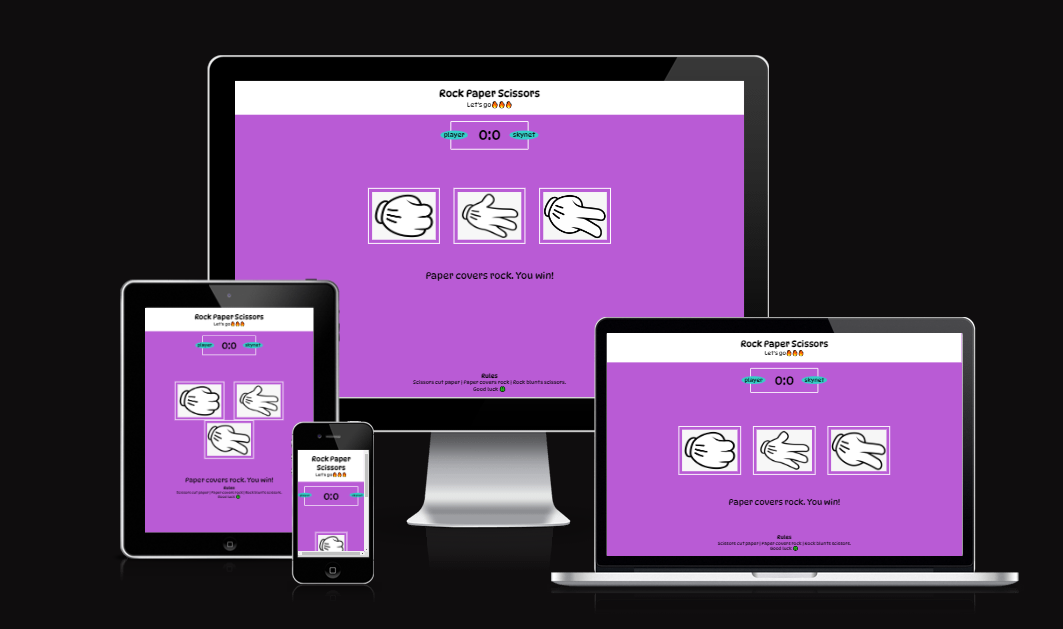 Rock Paper Scissors
Let's go🔥🔥🔥
player 0:0 skynet
Paper covers rock. You win!
Rules
Scissors cut paper | Paper covers rock | Rock blunts scissors.
Good luck
Rock Paper Scissors
Let's go🔥🔥🔥
player 0:0 skynet
Paper covers rock. You win!
Rules
Scissors cut paper | Paper covers rock | Rock blunts scissors.
Good luck
Rock Paper
Scissors
Let's go🔥🔥🔥
0:0
Rock Paper Scissors
Let's go🔥🔥🔥
player 0:0 skynet
Paper covers rock. You win!
Rules
Scissors cut paper | Paper covers rock | Rock blunts scissors.
Good luck